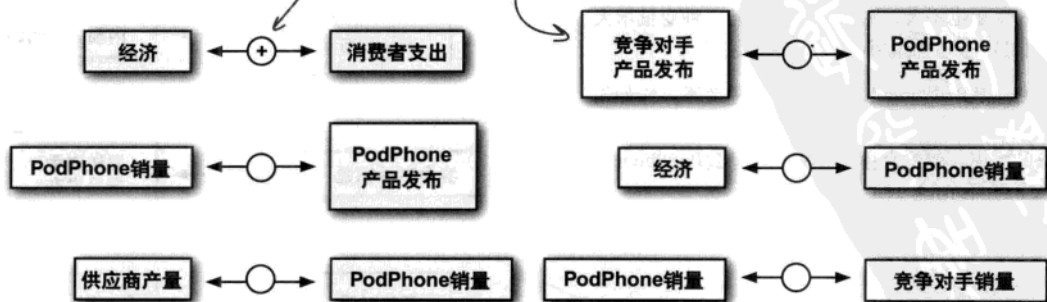 经济
+
消费者支出
竞争对手
产品发布
PodPhone
产品发布
PodPhone销量
PodPhone
产品发布
经济
PodPhone销量
供应商产量
PodPhone销量
PodPhone销量
竞争对手销量